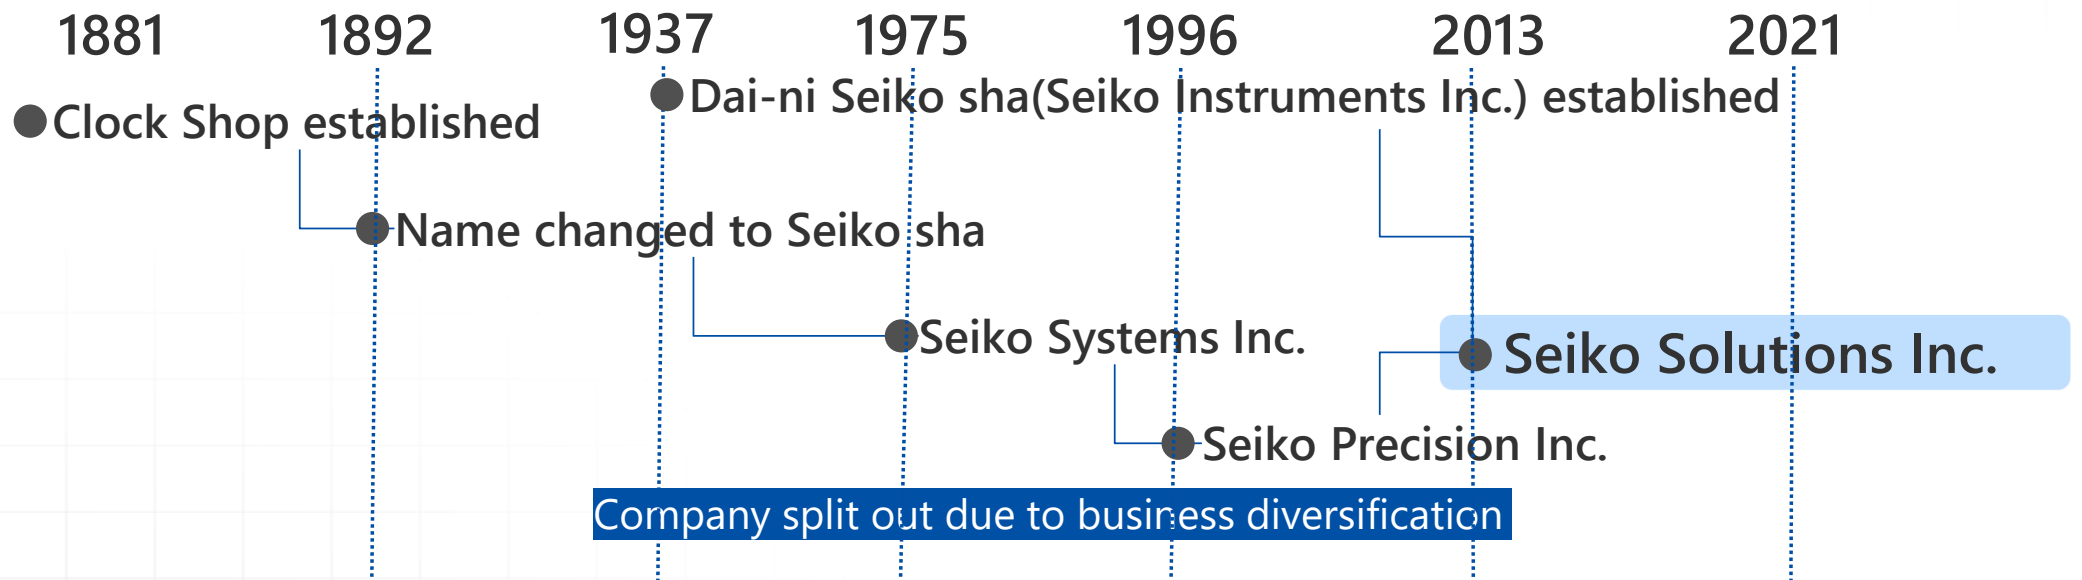 1881 1892 1937 1975 1996 2013 2021
Dai-ni Seiko sha(Seiko Instruments Inc.) established
Clock Shop established
Name changed to Seiko sha
Seiko Systems Inc.
Seiko Solutions Inc.
Seiko Precision Inc.
Company split out due to business diversification